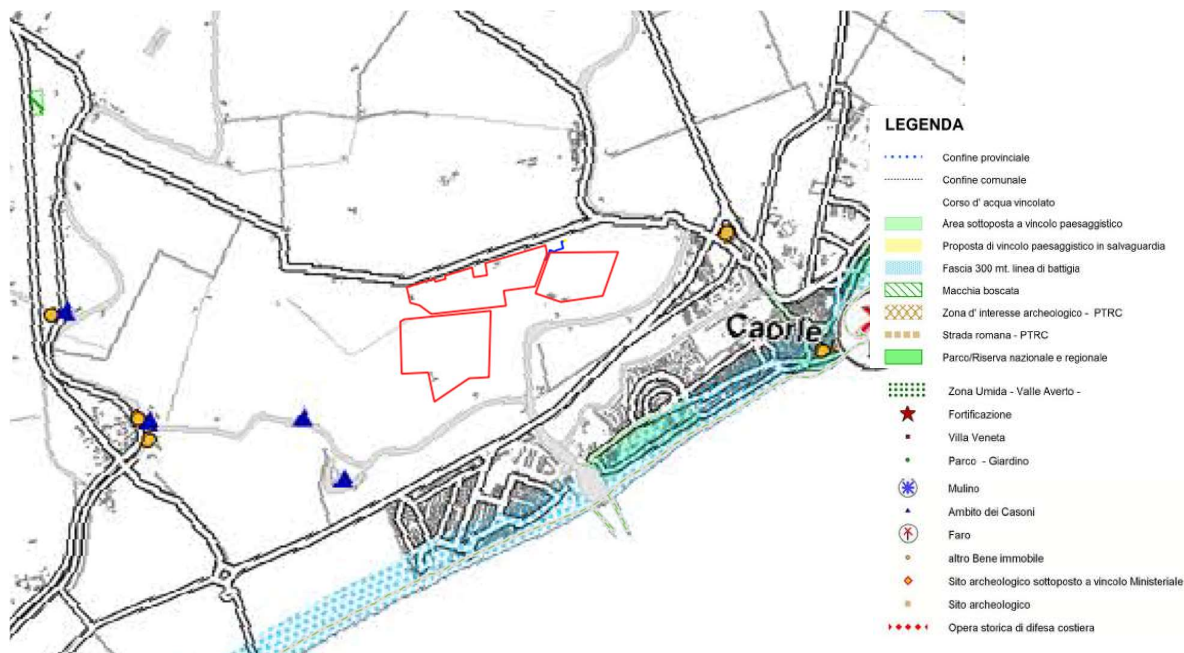 Caorle
LEGENDA
Confine provinciale
Confine comunale
Corso d' acqua vincolato
Area sottoposta a vincolo paesaggistico
Proposta di vincolo paesaggistico in salvaguardia
Fascia 300 mt. linea di battigia
Macchia boscata
Zona d' interesse archeologico - PTRC
Strada romana - PTRC
Parco/Riserva nazionale e regionale
Zona Umida - Valle Averto -
Fortificazione
Villa Veneta
Parco - Giardino
Mulino
Ambito dei Casoni
Faro
altro Bene immobile
Sito archeologico sottoposto a vincolo Ministeriale
Sito archeologico
Opera storica di difesa costiera